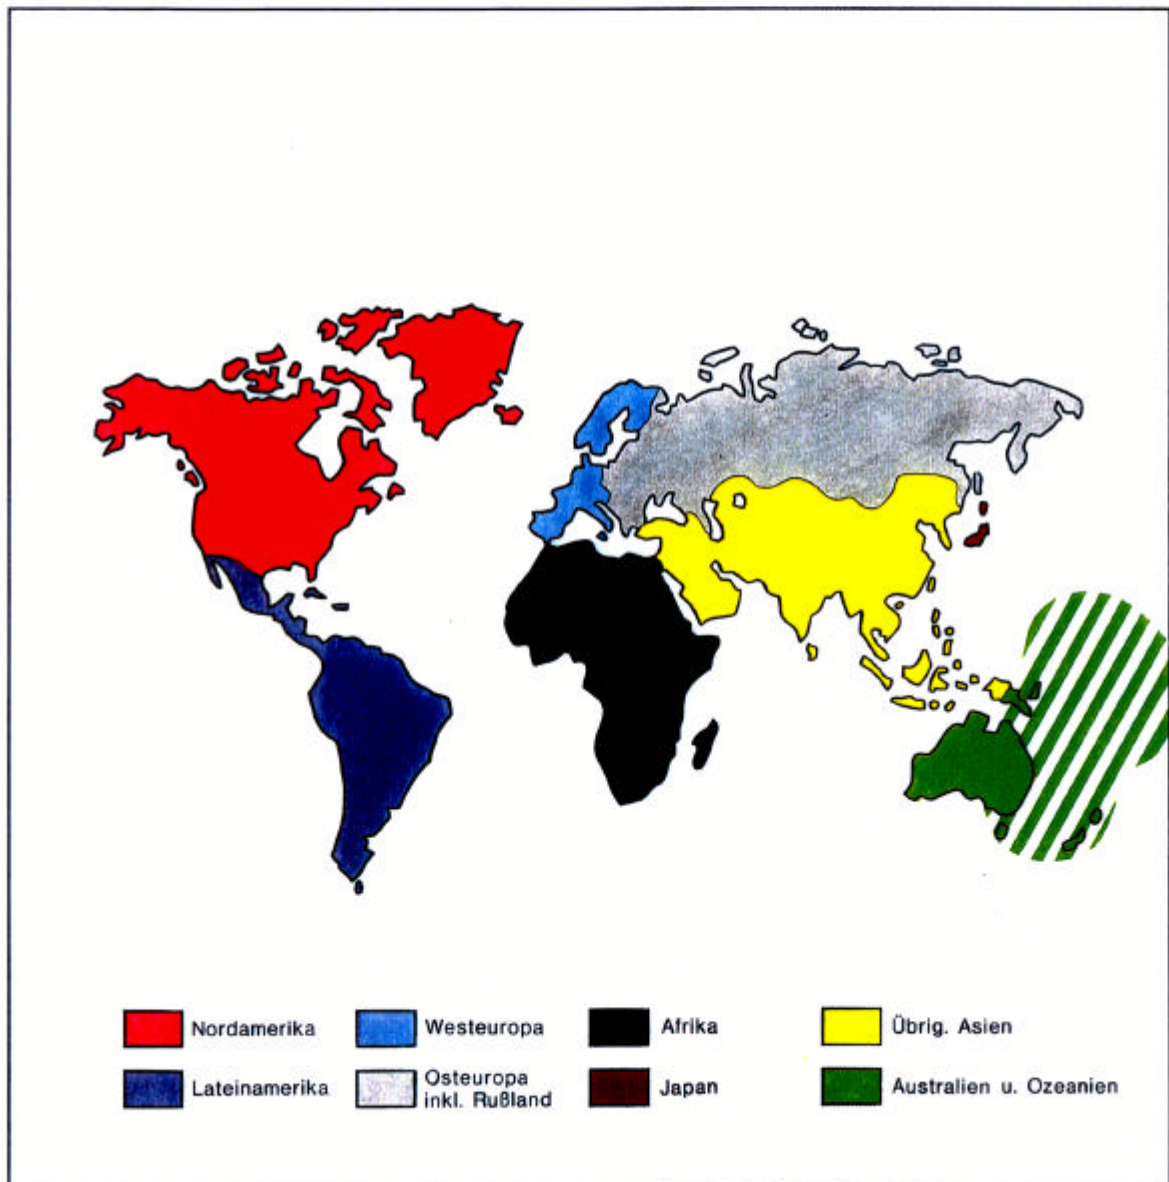 Nordamerika
Westeuropa
Afrika
Übrig. Asien
Lateinamerika
Osteuropa
inkl. Rußland
Japan
Australien u. Ozeanien